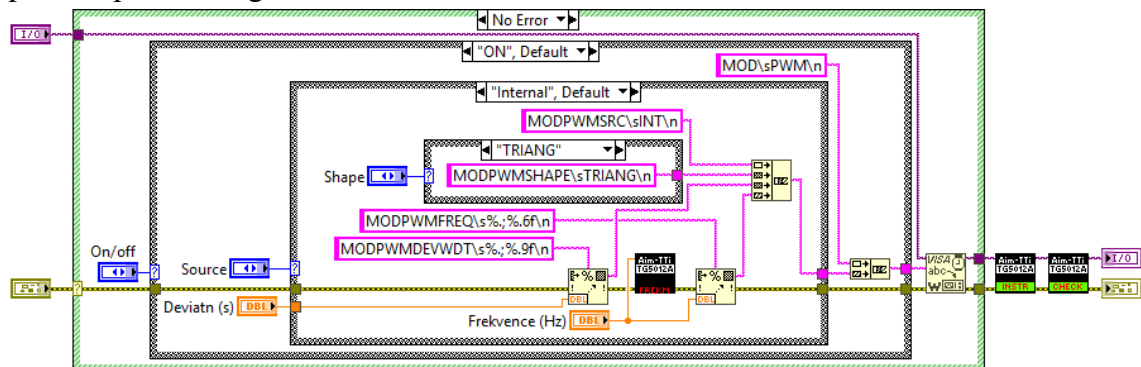 No Error
I/O
"ON", Default
MOD\sPWM\n
"Internal", Default
MODPWMSRC\sINT\n
"TRIANG"
Shape
MODPWMSHAPE\sTRIANG\n
MODPWMFREQ\s%.;%.6f\n
MODPWMDEVWDT\s%.;%.9f\n
On/off
Source
Deviatn (s)
DBL
Frekvence (Hz)
DBL
DBL
Aim-TTi
TG5012A
FREKM
DBL
VISA
abc
W
Aim-TTi
TG5012A
INSTR
Aim-TTi
TG5012A
CHECK
I/O